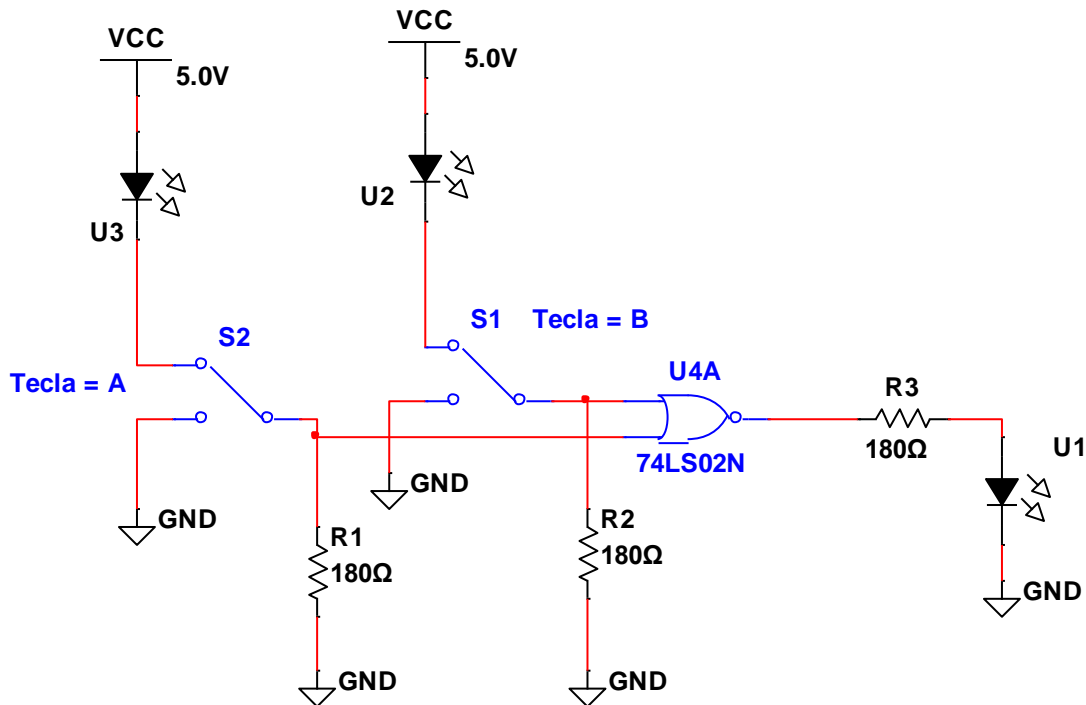 VCC
5.0V
VCC
5.0V
U3
U2
S2
Tecla = A
S1
Tecla = B
U4A
74LS02N
R3
180Ω
U1
GND
GND
R1
180Ω
R2
180Ω
GND
GND
GND